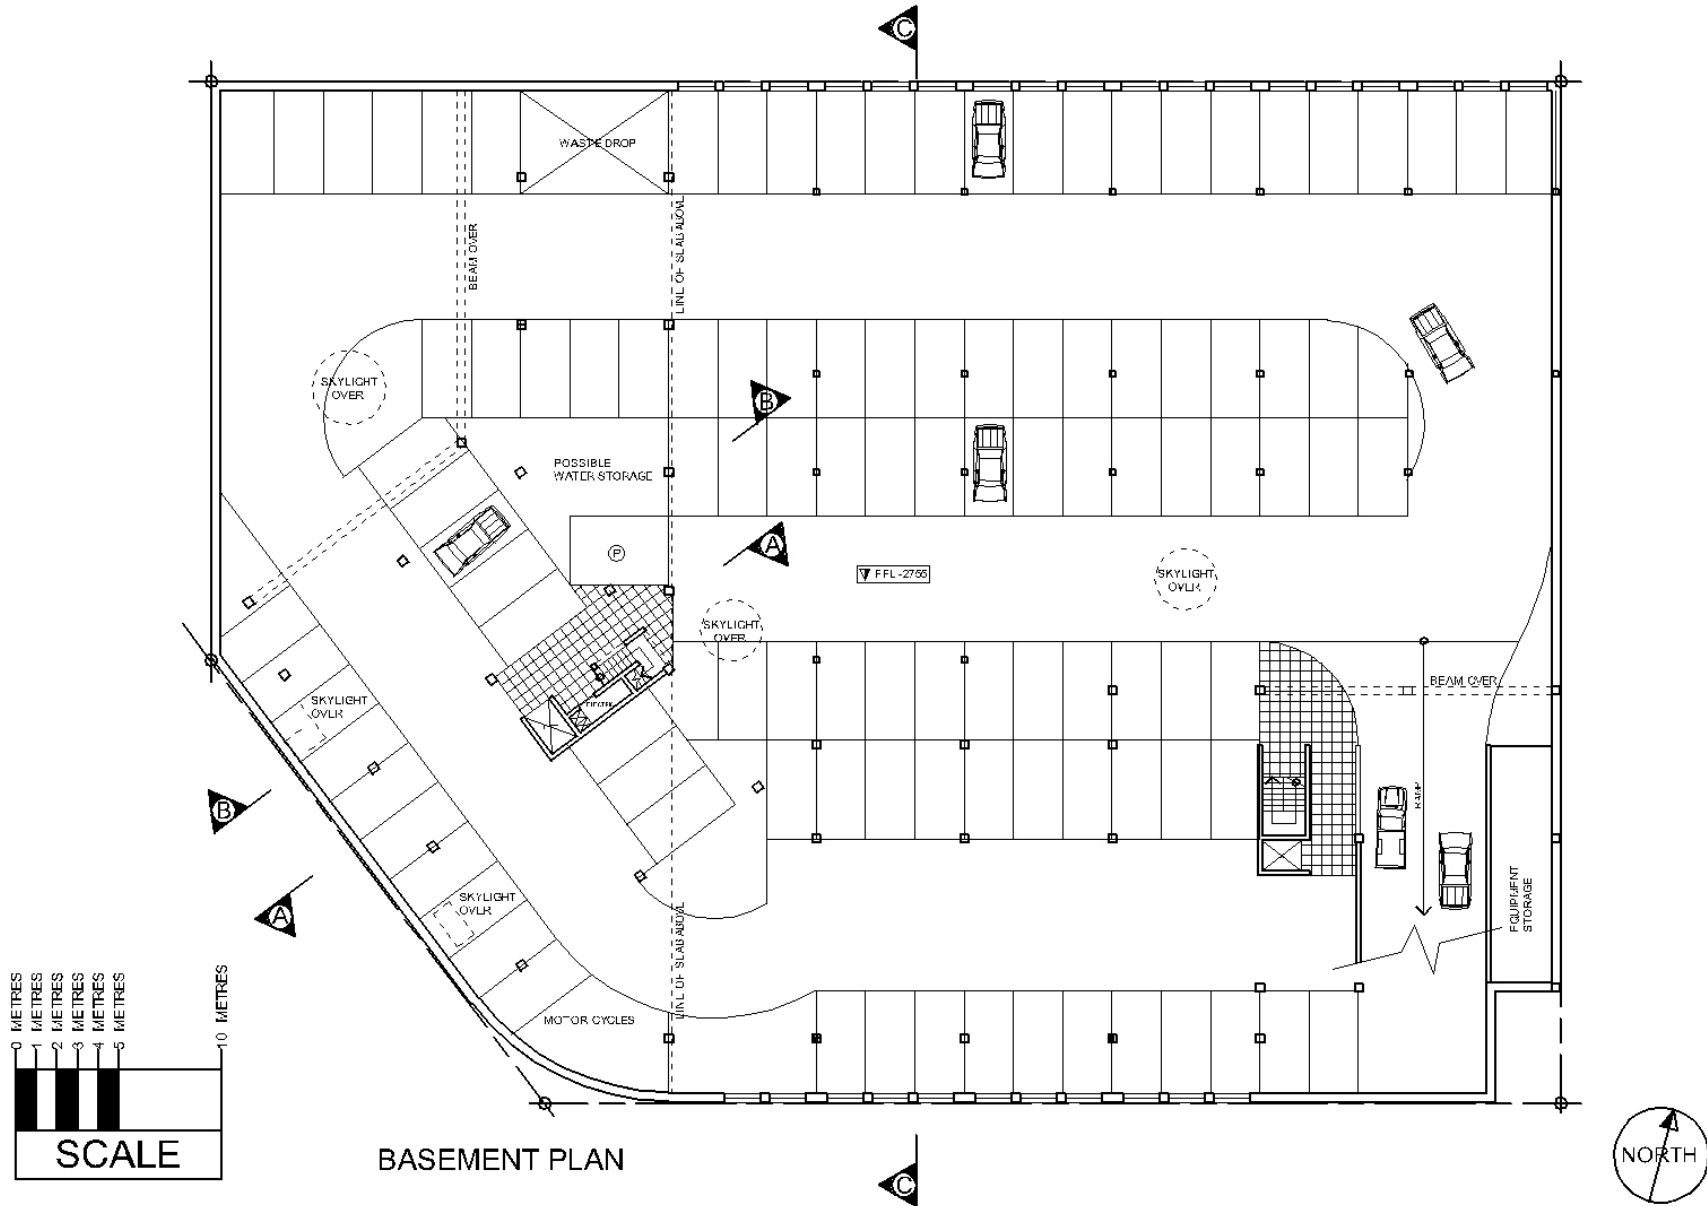 C
WASTE DROP
BEAM OVER
LINE OF SLAB ABOVE
SKYLIGHT
OVER
B
POSSIBLE
WATER STORAGE
A
P
FFL -2755
SKYLIGHT
OVER
SKYLIGHT
OVER
BEAM OVER
SKYLIGHT
OVER
RAMP
B
A
SKYLIGHT
OVER
EQUIPMENT
STORAGE
LINE OF SLAB ABOVE
MOTOR CYCLES
0 METRES
1 METRES
2 METRES
3 METRES
4 METRES
5 METRES
10 METRES
SCALE
BASEMENT PLAN
C
NORTH